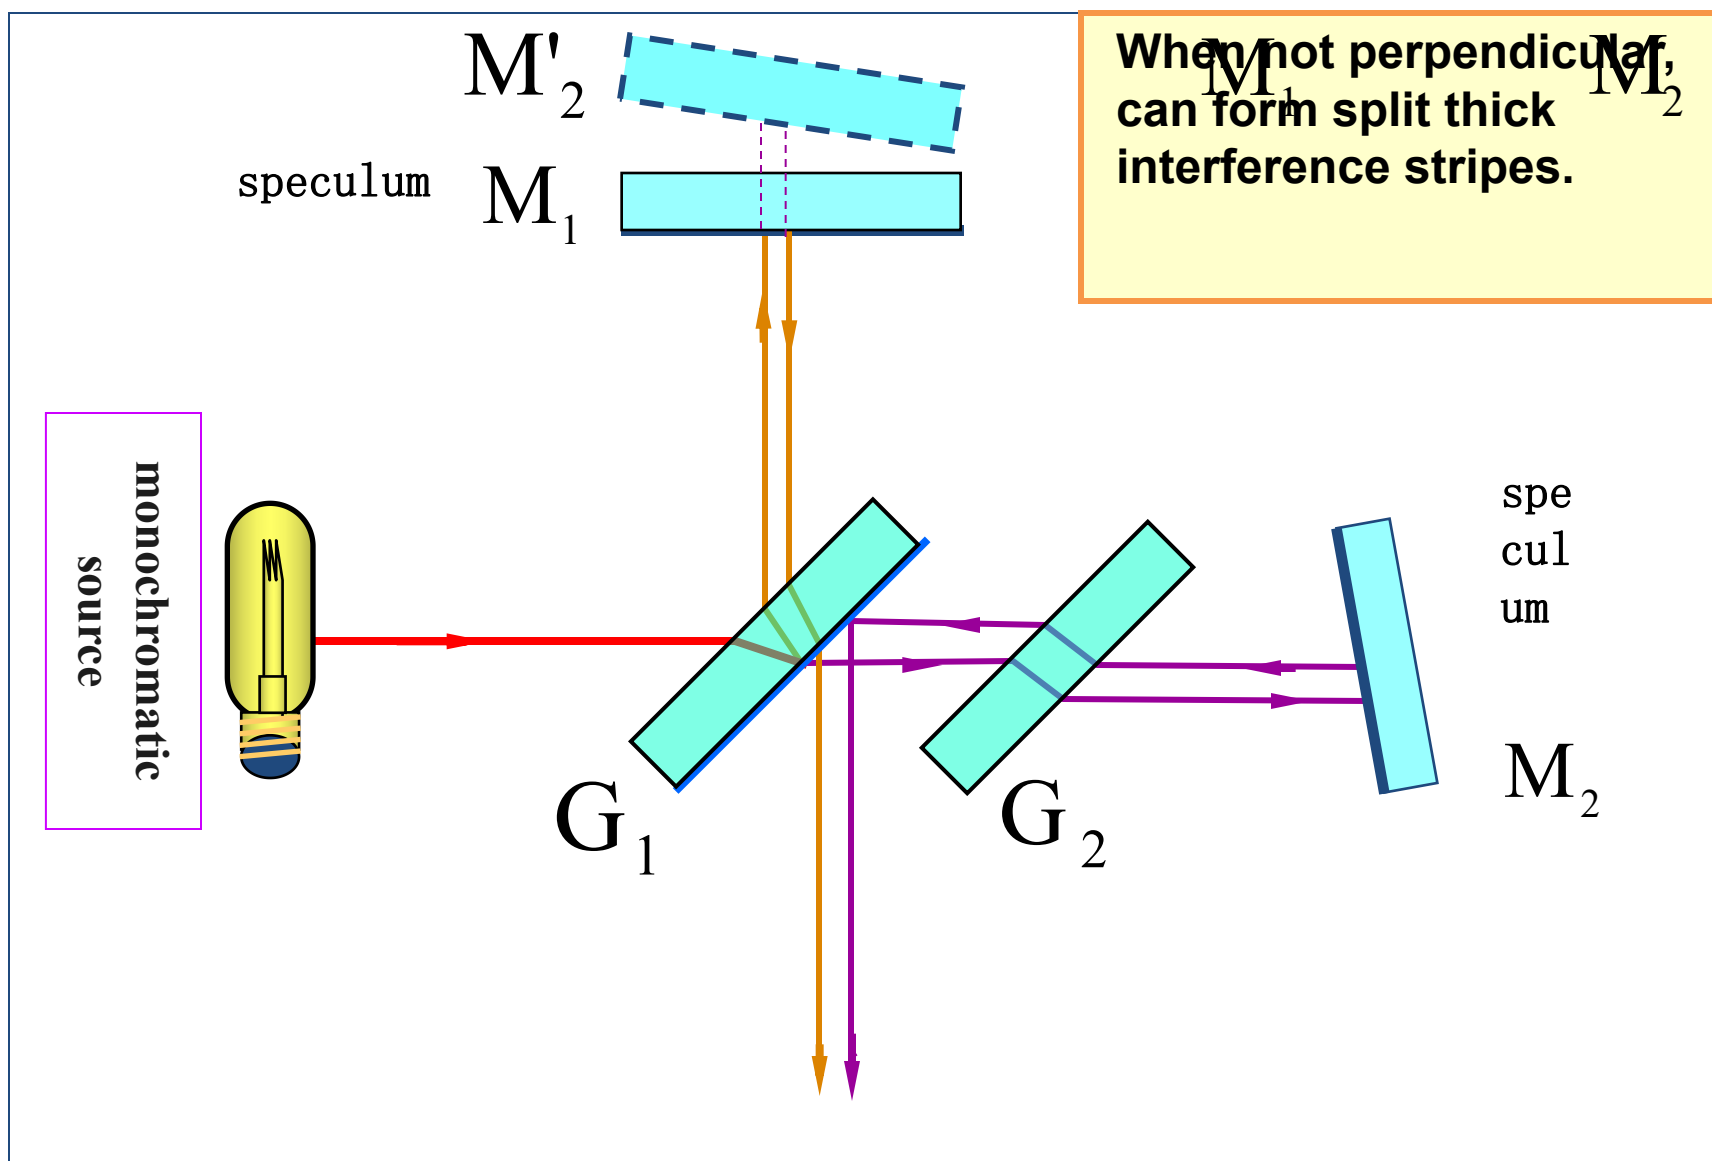 M'2
When not perpendicular,
M1 M2
can form split thick
interference stripes.
speculum M1
monochromatic
source
spe
cul
um
M2
G1
G2